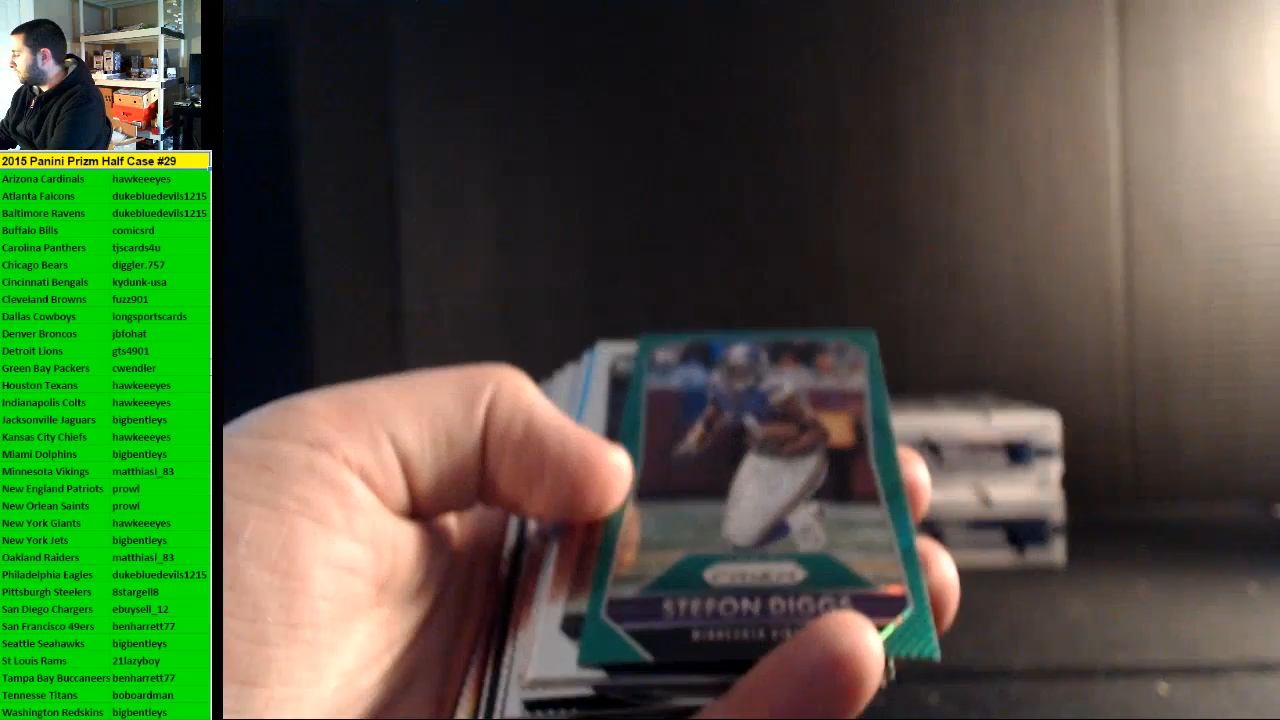 2015 Panini Prizm Half Case #29
Arizona Cardinals hawkeeeyes
Atlanta Falcons dukebluedevils1215
Baltimore Ravens dukebluedevils1215
Buffalo Bills comicsrd
Carolina Panthers tjscards4u
Chicago Bears diggler.757
Cincinnati Bengals kydunk-usa
Cleveland Browns fuzz901
Dallas Cowboys longsportscards
Denver Broncos jbfohat
Detroit Lions gts4901
Green Bay Packers cwendler
Houston Texans hawkeeeyes
Indianapolis Colts hawkeeeyes
Jacksonville Jaguars bigbentleys
Kansas City Chiefs hawkeeeyes
Miami Dolphins bigbentleys
Minnesota Vikings matthiasl_83
New England Patriots prowl
New Orlean Saints prowl
New York Giants hawkeeeyes
New York Jets bigbentleys
Oakland Raiders matthiasl_83
Philadelphia Eagles dukebluedevils1215
Pittsburgh Steelers 8stargell8
San Diego Chargers ebuysell_12
San Francisco 49ers benharrett77
Seattle Seahawks bigbentleys
St Louis Rams 21lazyboy
Tampa Bay Buccaneers benharrett77
Tennesse Titans boboardman
Washington Redskins bigbentleys
PRIZM
STEFON DIGGS
MINNESOTA